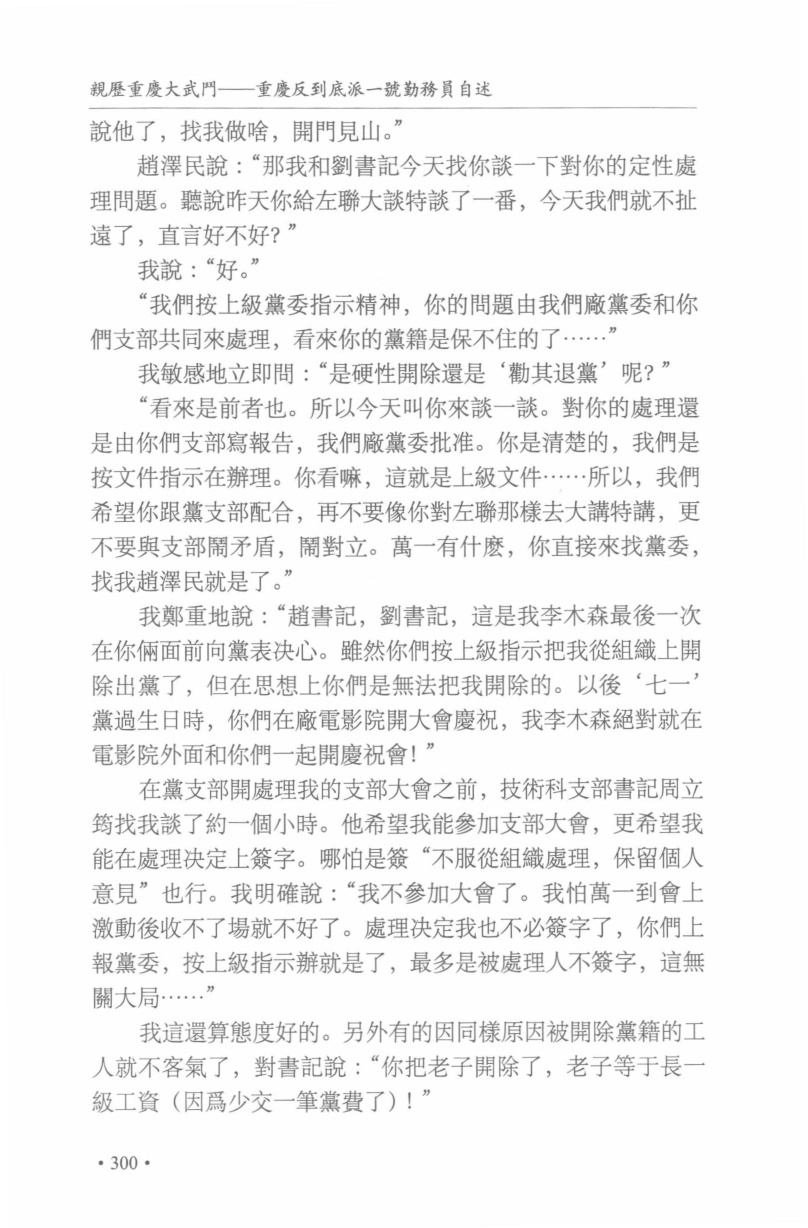 親歷重慶大武鬥——重慶反到底派一號勤務員自述
說他了，找我做啥，開門見山。”
趙澤民說：“那我和劉書記今天找你談一下對你的定性處
理問題。聽說昨天你給左聯大談特談了一番，今天我們就不扯
遠了，直言好不好？”
我說：“好。”
“我們按上級黨委指示精神，你的問題由我們廠黨委和你
們支部共同來處理，看來你的黨籍是保不住的了……”
我敏感地立即問：“是硬性開除還是‘勸其退黨’呢？”
“看來是前者也。所以今天叫你來談一談。對你的處理還
是由你們支部寫報告，我們廠黨委批准。你是清楚的，我們是
按文件指示在辦理。你看嘛，這就是上級文件……所以，我們
希望你跟黨支部配合，再不要像你對左聯那樣去大講特講，更
不要與支部鬧矛盾，鬧對立。萬一有什麽，你直接來找黨委，
找我趙澤民就是了。”
我鄭重地說：“趙書記，劉書記，這是我李木森最後一次
在你倆面前向黨表決心。雖然你們按上級指示把我從組織上開
除出黨了，但在思想上你們是無法把我開除的。以後‘七一’
黨過生日時，你們在廠電影院開大會慶祝，我李木森絕對就在
電影院外面和你們一起開慶祝會！”
在黨支部開處理我的支部大會之前，技術科支部書記周立
筠找我談了約一個小時。他希望我能參加支部大會，更希望我
能在處理決定上簽字。哪怕是簽“不服從組織處理，保留個人
意見”也行。我明確說：“我不參加大會了。我怕萬一到會上
激動後收不了場就不好了。處理決定我也不必簽字了，你們上
報黨委，按上級指示辦就是了，最多是被處理人不簽字，這無
關大局……”
我這還算態度好的。另外有的因同樣原因被開除黨籍的工
人就不客氣了，對書記說：“你把老子開除了，老子等于長一
級工資（因爲少交一筆黨費了）！”
·300·